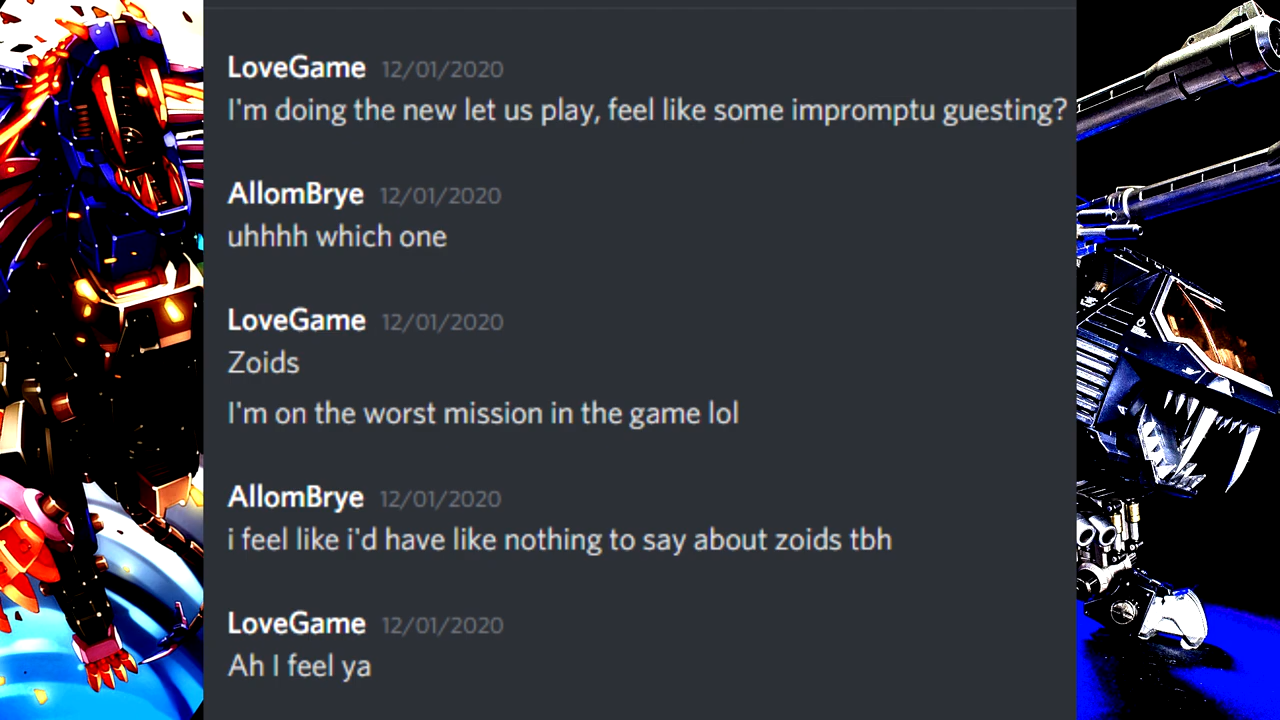 LoveGame 12/01/2020
I'm doing the new let us play, feel like some impromptu guesting?
AllomBrye 12/01/2020
uhhhh which one
LoveGame 12/01/2020
Zoids
I'm on the worst mission in the game lol
AllomBrye 12/01/2020
i feel like i'd have like nothing to say about zoids tbh
LoveGame 12/01/2020
Ah I feel ya